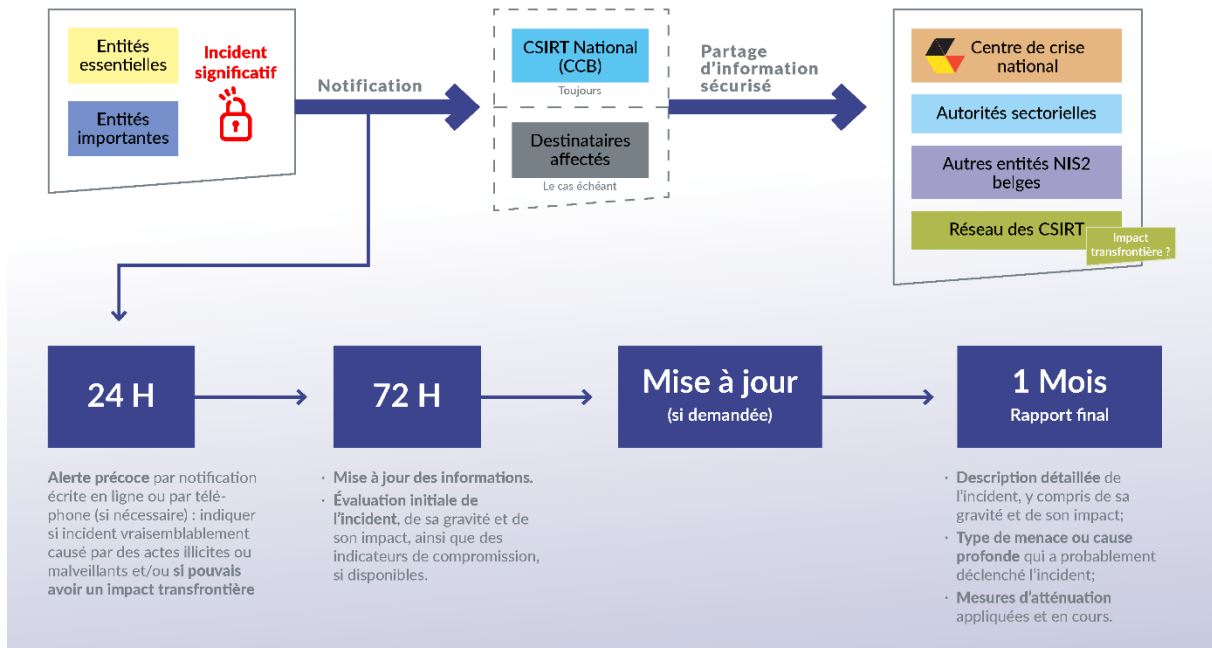 Entités
essentielles
Entités
importantes
Incident
significatif
Notification
CSIRT National
(CCB)
Toujours
Destinataires
affectés
Le cas échéant
Partage
d'information
sécurisé
Centre de crise
national
Autorités sectorielles
Autres entités NIS2
belges
Réseau des CSIRT
Impact
transfrontière ?
24 H
Alerte précoce par notification
écrite en ligne ou par télé-
phone (si nécessaire) : indiquer
si incident vraisemblablement
causé par des actes illicites ou
malveillants et/ou si pouvais
avoir un impact transfrontière
72 H
· Mise à jour des informations.
· Évaluation initiale de
l'incident, de sa gravité et de
son impact, ainsi que des
indicateurs de compromission,
si disponibles.
Mise à jour
(si demandée)
1 Mois
Rapport final
· Description détaillée de
l'incident, y compris de sa
gravité et de son impact;
· Type de menace ou cause
profonde qui a probablement
déclenché l'incident;
· Mesures d'atténuation
appliquées et en cours.